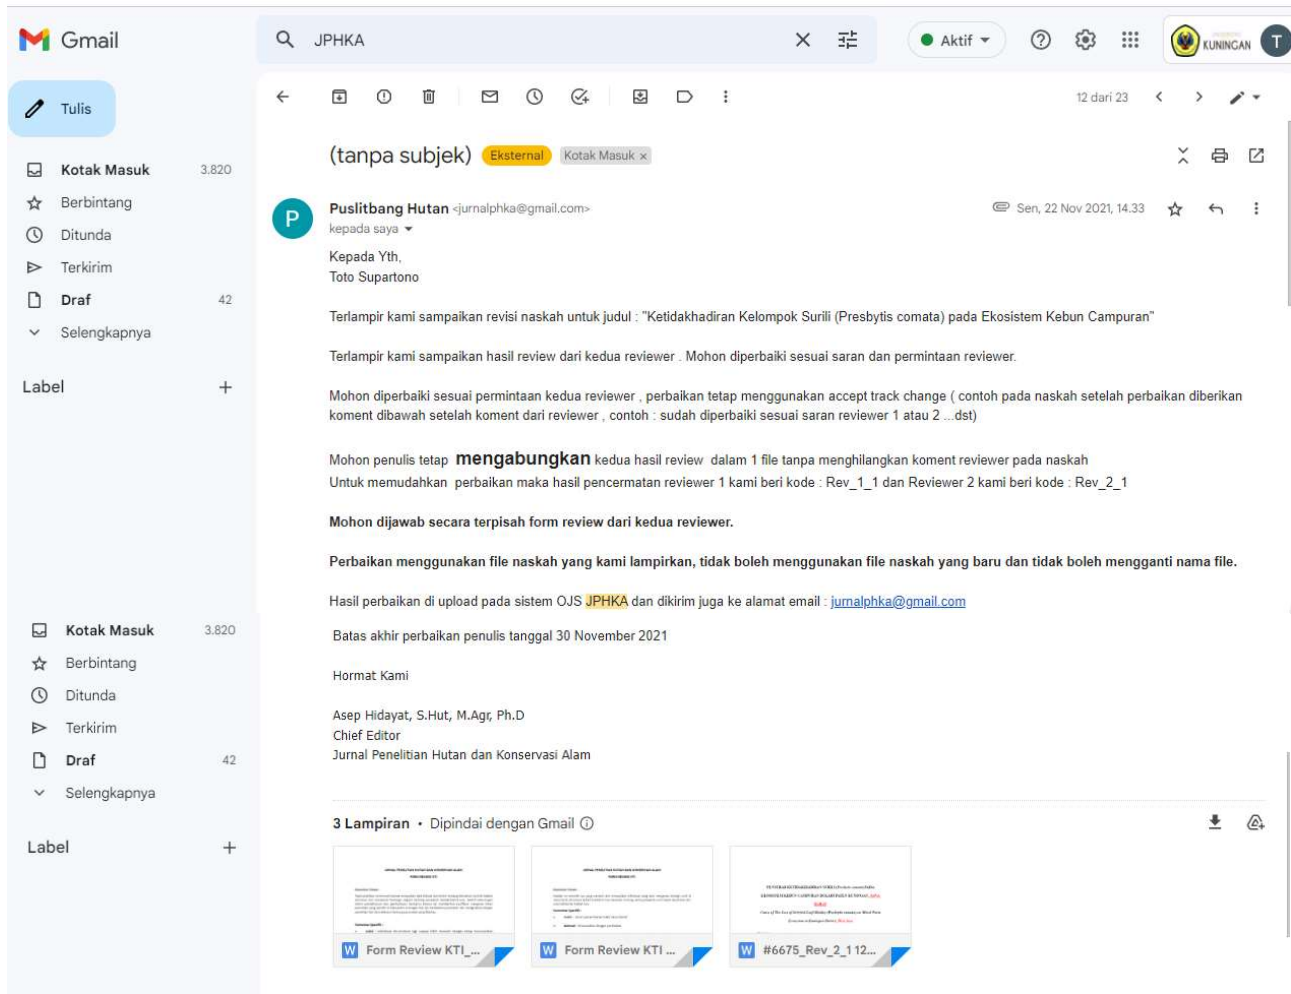 Gmail
JPHKA
Aktif
KUNINGAN
T
Tulis
12 dari 23
Kotak Masuk 3.820
Berbintang
Ditunda
Terkirim
Draf 42
Selengkapnya
Label
(tanpa subjek) Eksternal Kotak Masuk ×
P
Puslitbang Hutan <jurnalphka@gmail.com>
Sen, 22 Nov 2021, 14.33
kepada saya
Kepada Yth,
Toto Supartono
Terlampir kami sampaikan revisi naskah untuk judul : "Ketidakhadiran Kelompok Surili (Presbytis comata) pada Ekosistem Kebun Campuran"
Terlampir kami sampaikan hasil review dari kedua reviewer . Mohon diperbaiki sesuai saran dan permintaan reviewer.
Mohon diperbaiki sesuai permintaan kedua reviewer , perbaikan tetap menggunakan accept track change ( contoh pada naskah setelah perbaikan diberikan
koment dibawah setelah koment dari reviewer , contoh : sudah diperbaiki sesuai saran reviewer 1 atau 2 ...dst)
Mohon penulis tetap mengabungkan kedua hasil review dalam 1 file tanpa menghilangkan koment reviewer pada naskah
Untuk memudahkan perbaikan maka hasil pencermatan reviewer 1 kami beri kode : Rev_1_1 dan Reviewer 2 kami beri kode : Rev_2_1
Mohon dijawab secara terpisah form review dari kedua reviewer.
Perbaikan menggunakan file naskah yang kami lampirkan, tidak boleh menggunakan file naskah yang baru dan tidak boleh mengganti nama file.
Hasil perbaikan di upload pada sistem OJS JPHKA dan dikirim juga ke alamat email : jurnalphka@gmail.com
Kotak Masuk 3.820
Berbintang
Ditunda
Terkirim
Draf 42
Selengkapnya
Label
Batas akhir perbaikan penulis tanggal 30 November 2021
Hormat Kami
Asep Hidayat, S.Hut, M.Agr, Ph.D
Chief Editor
Jurnal Penelitian Hutan dan Konservasi Alam
3 Lampiran • Dipindai dengan Gmail
W Form Review KTI_...
W Form Review KTI ...
W #6675_Rev_2_1 12...